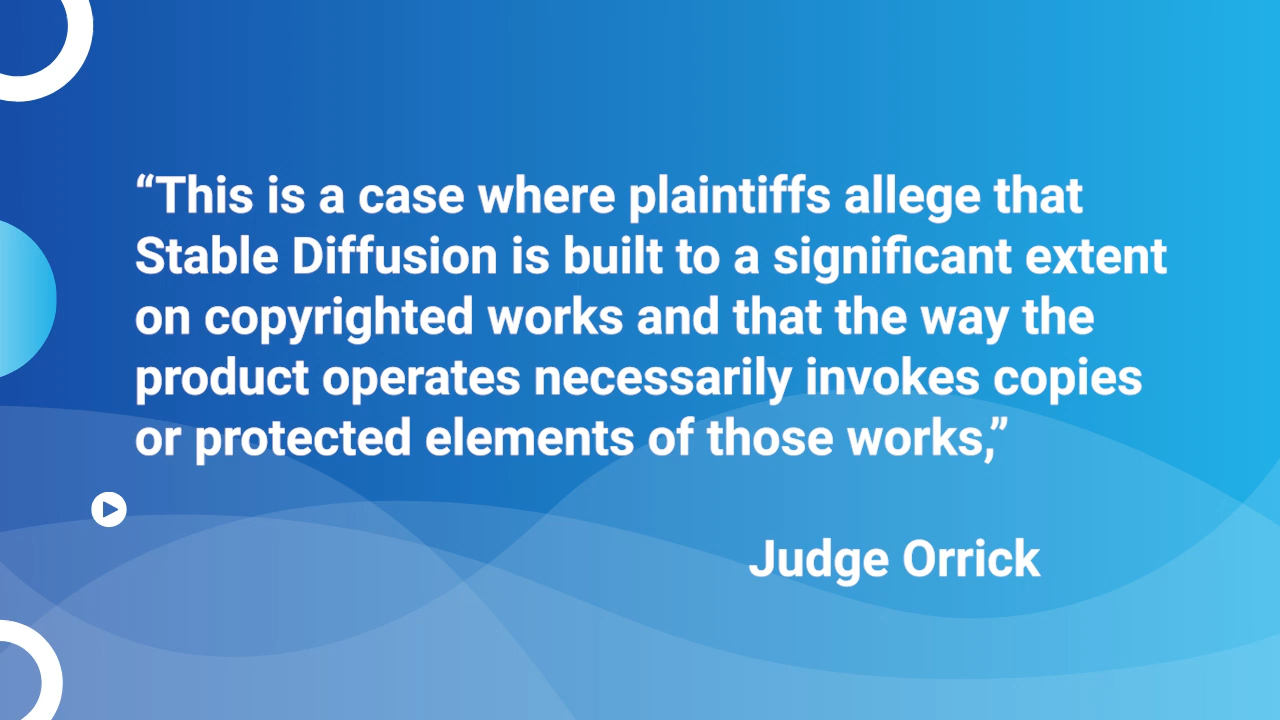 “This is a case where plaintiffs allege that
Stable Diffusion is built to a significant extent
on copyrighted works and that the way the
product operates necessarily invokes copies
or protected elements of those works,”
Judge Orrick